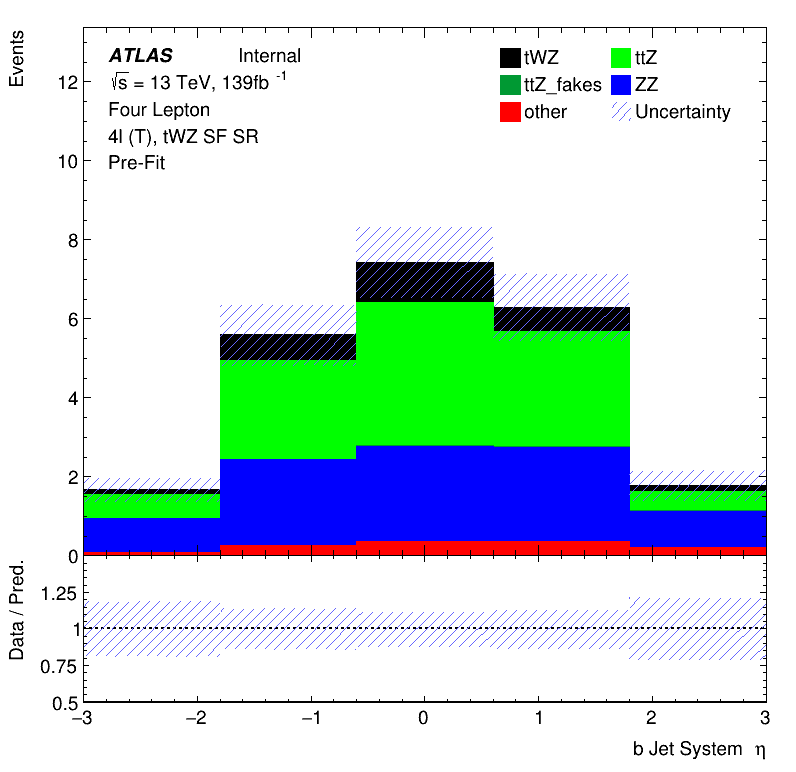 Events
ATLAS Internal
√s = 13 TeV, 139fb -1
Four Lepton
4l (T), tWZ SF SR
Pre-Fit
tWZ
ttZ
ttZ_fakes
ZZ
other
Uncertainty
12
10
8
6
4
2
0
Data / Pred.
1.25
1
0.75
0.5
−3 −2 −1 0 1 2 3
b Jet System η